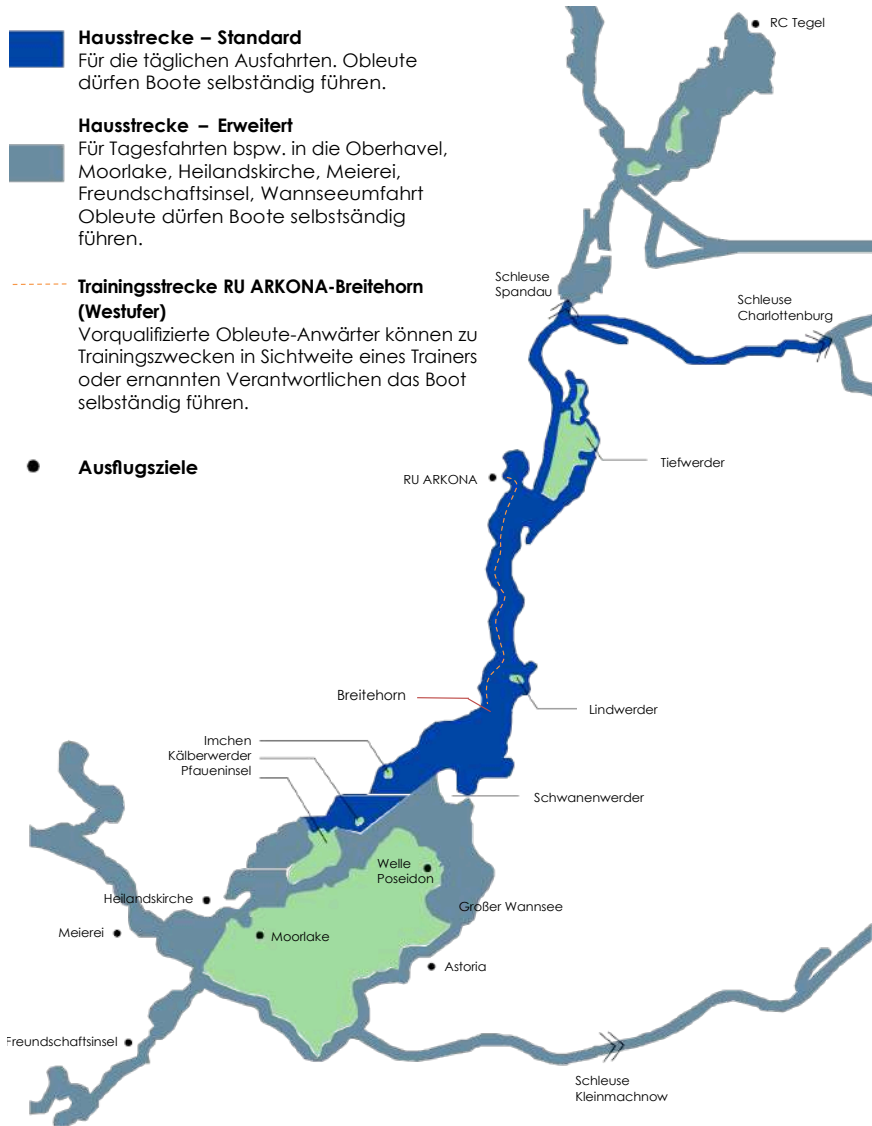 Hausstrecke – Standard
Für die täglichen Ausfahrten. Obleute
dürfen Boote selbständig führen.
Hausstrecke – Erweitert
Für Tagesfahrten bspw. in die Oberhavel,
Moorlake, Heilandskirche, Meierei,
Freundschaftsinsel, Wannseeumfahrt
Obleute dürfen Boote selbstsändig
führen.
Trainingsstrecke RU ARKONA-Breitehorn
(Westufer)
Vorqualifizierte Obleute-Anwärter können zu
Trainingszwecken in Sichtweite eines Trainers
oder ernannten Verantwortlichen das Boot
selbständig führen.
Ausflugsziele
RC Tegel
Schleuse
Spandau
Schleuse
Charlottenburg
Tiefwerder
RU ARKONA
Breitehorn
Lindwerder
Imchen
Kälberwerder
Pfaueninsel
Schwanenwerder
Welle
Poseidon
Heilandskirche
Großer Wannsee
Meierei
Moorlake
Astoria
Freundschaftsinsel
Schleuse
Kleinmachnow